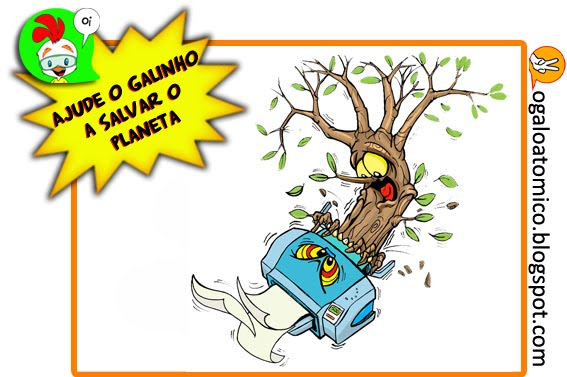 Oi
AJUDE O GALINHO
A SALVAR O
PLANETA
ogaloatomico.blogspot.com